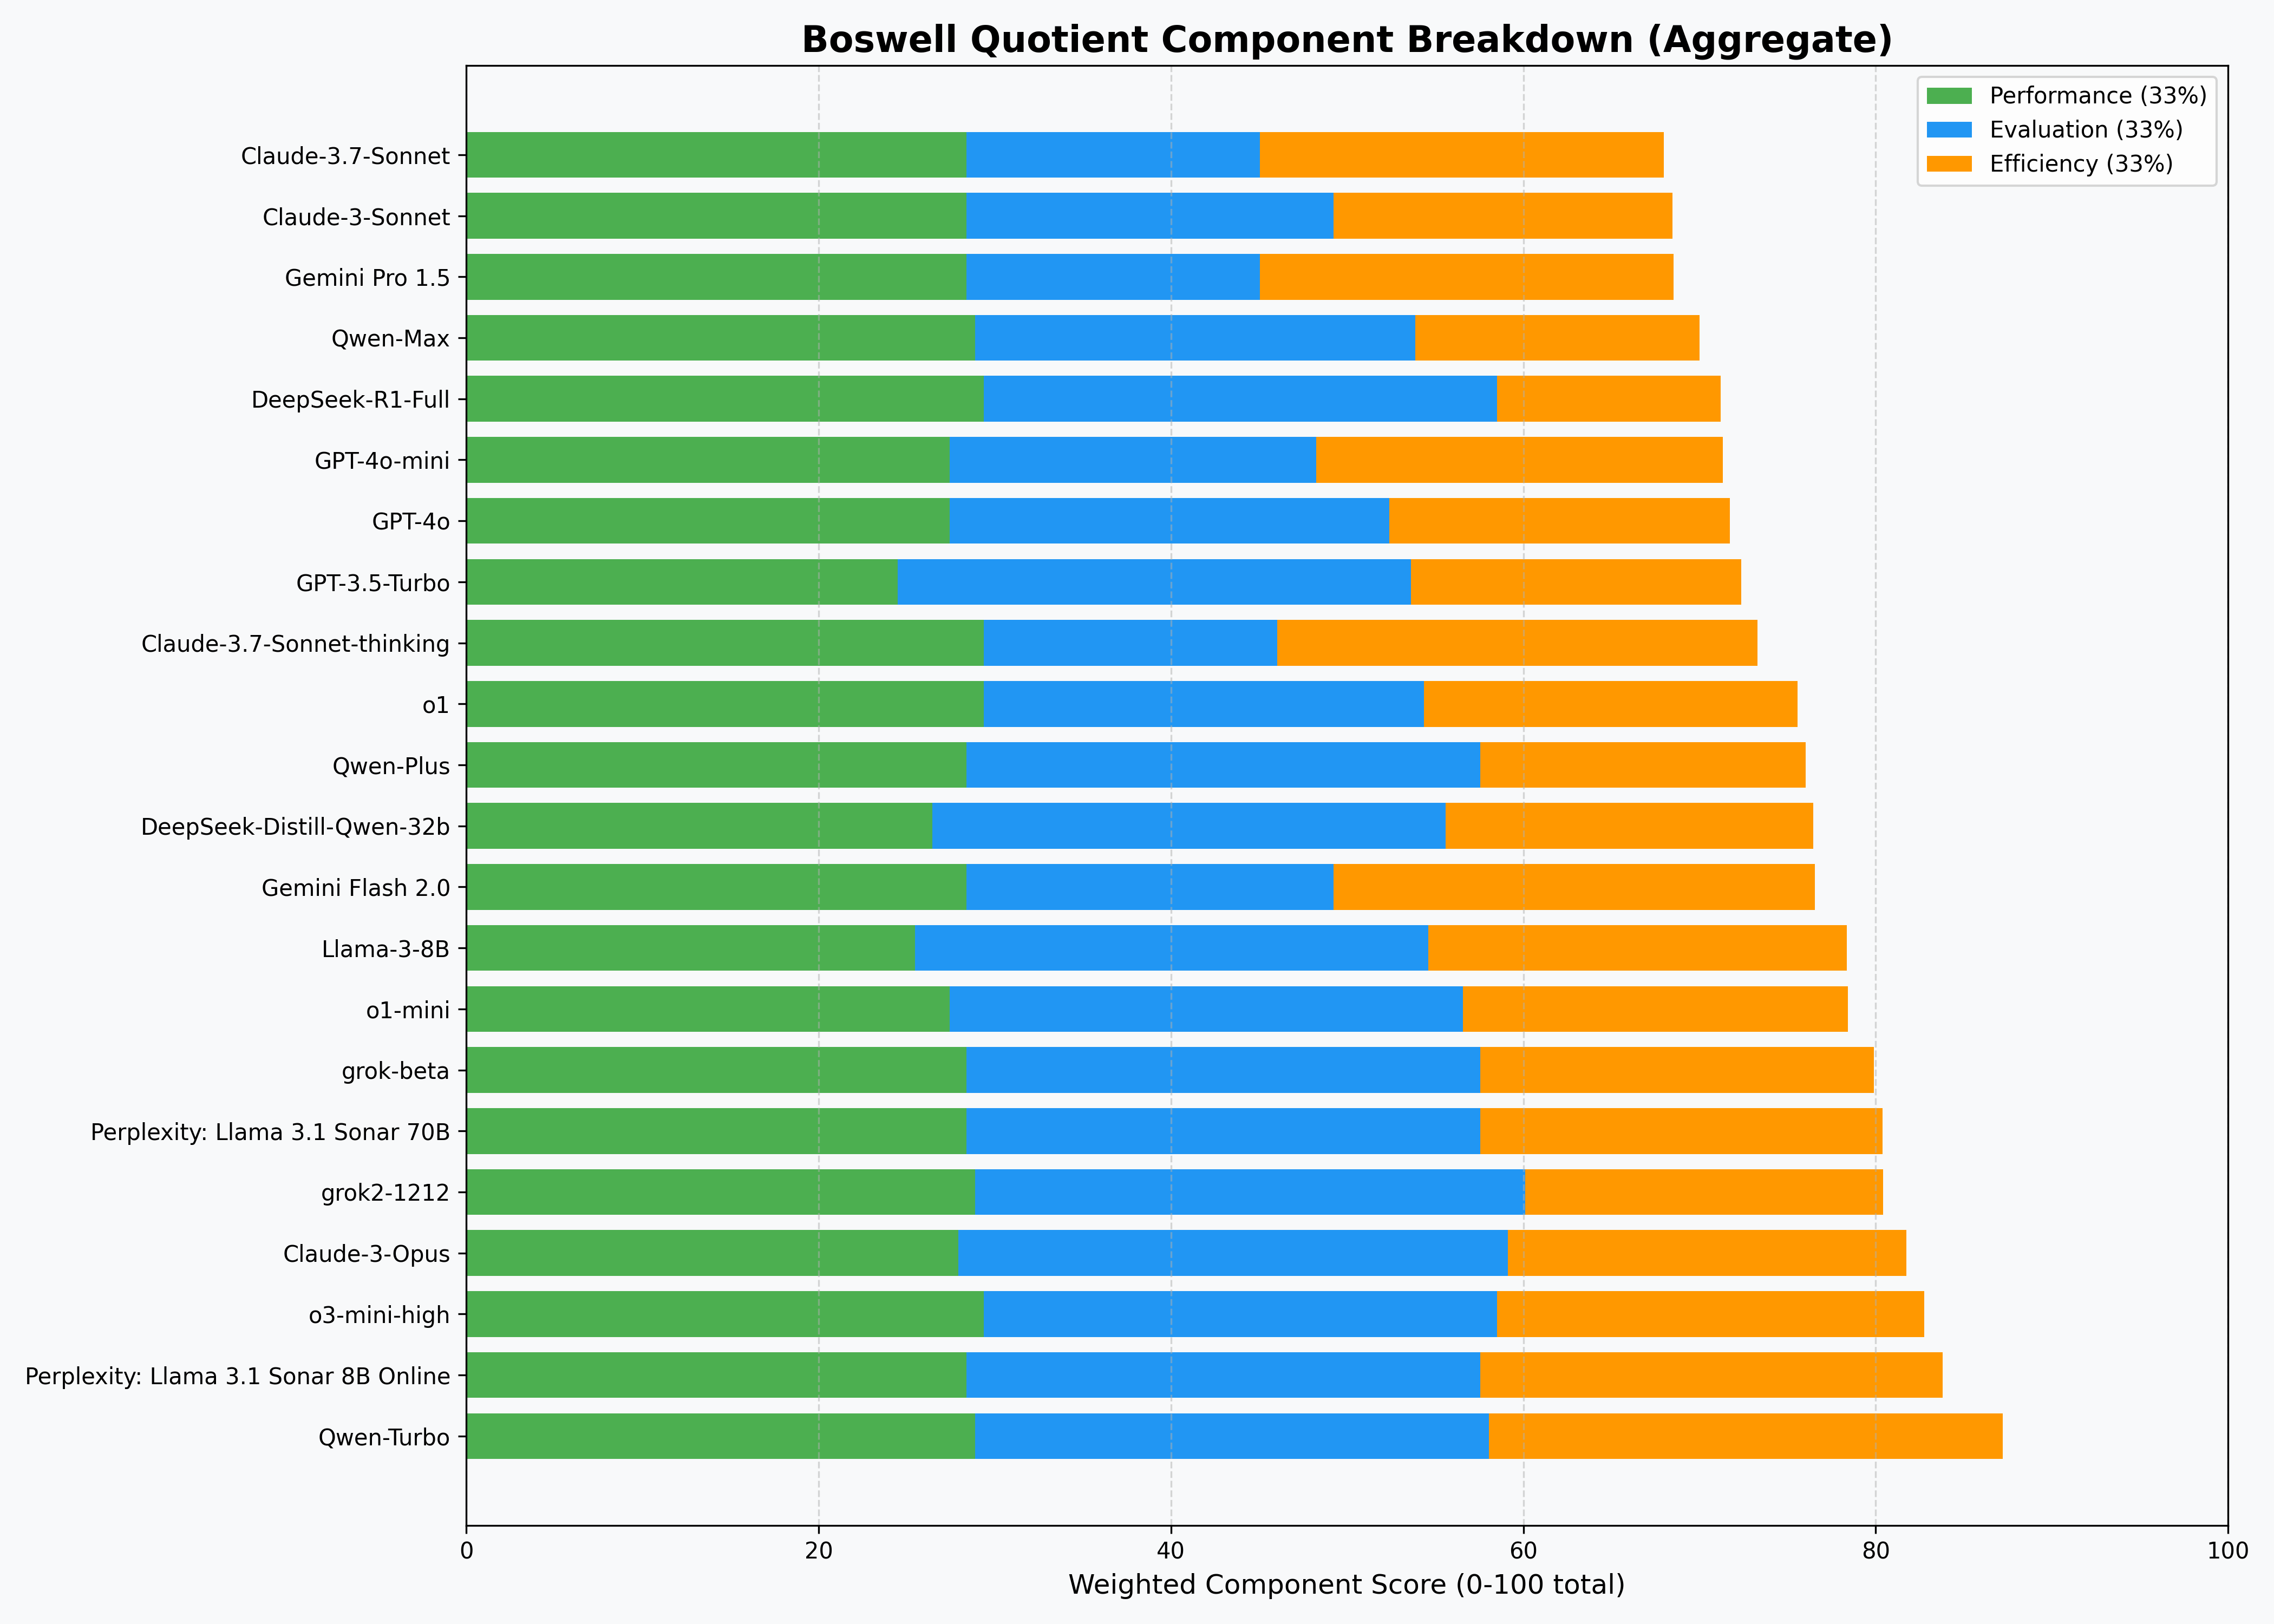 Boswell Quotient Component Breakdown (Aggregate)
Performance (33%)
Evaluation (33%)
Efficiency (33%)
Claude-3.7-Sonnet
Claude-3-Sonnet
Gemini Pro 1.5
Qwen-Max
DeepSeek-R1-Full
GPT-4o-mini
GPT-4o
GPT-3.5-Turbo
Claude-3.7-Sonnet-thinking
o1
Qwen-Plus
DeepSeek-Distill-Qwen-32b
Gemini Flash 2.0
Llama-3-8B
o1-mini
grok-beta
Perplexity: Llama 3.1 Sonar 70B
grok2-1212
Claude-3-Opus
o3-mini-high
Perplexity: Llama 3.1 Sonar 8B Online
Qwen-Turbo
0 20 40 60 80 100
Weighted Component Score (0-100 total)